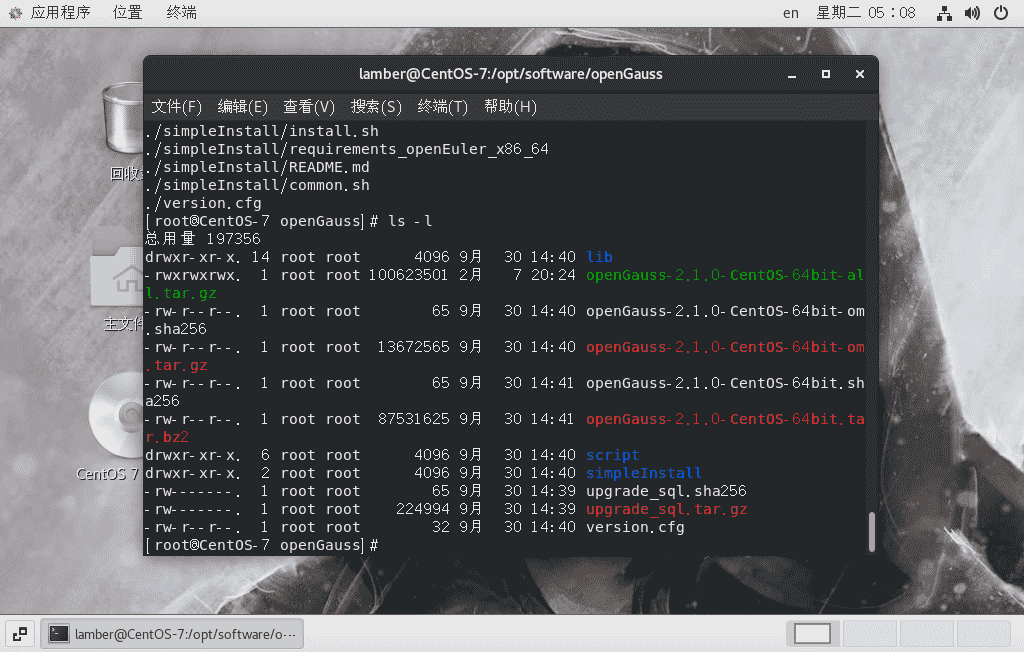 应用程序 位置 终端 en 星期二 05：08
lamber@CentOS-7:/opt/software/openGauss
文件(F) 编辑(E) 查看(V) 搜索(S) 终端(T) 帮助(H)
./simpleInstall/install.sh
./simpleInstall/requirements_openEuler_x86_64
./simpleInstall/README.md
./simpleInstall/common.sh
./version.cfg
[root@CentOS-7 openGauss]# ls -l
总用量 197356
drwxr-xr-x. 14 root root 4096 9月 30 14:40 lib
-rwxrwxrwx. 1 root root 100623501 2月 7 20:24 openGauss-2.1.0-CentOS-64bit-al
l.tar.gz
-rw-r--r--. 1 root root 65 9月 30 14:40 openGauss-2.1.0-CentOS-64bit-om
.sha256
-rw-r--r--. 1 root root 13672565 9月 30 14:40 openGauss-2.1.0-CentOS-64bit-om
.tar.gz
-rw-r--r--. 1 root root 65 9月 30 14:41 openGauss-2.1.0-CentOS-64bit.sh
a256
-rw-r--r--. 1 root root 87531625 9月 30 14:41 openGauss-2.1.0-CentOS-64bit.ta
r.bz2
drwxr-xr-x. 6 root root 4096 9月 30 14:40 script
drwxr-xr-x. 2 root root 4096 9月 30 14:40 simpleInstall
-rw-------. 1 root root 65 9月 30 14:39 upgrade_sql.sha256
-rw-------. 1 root root 224994 9月 30 14:39 upgrade_sql.tar.gz
-rw-r--r--. 1 root root 32 9月 30 14:40 version.cfg
[root@CentOS-7 openGauss]#
回收
主文件
CentOS 7
lamber@CentOS-7:/opt/software/o···